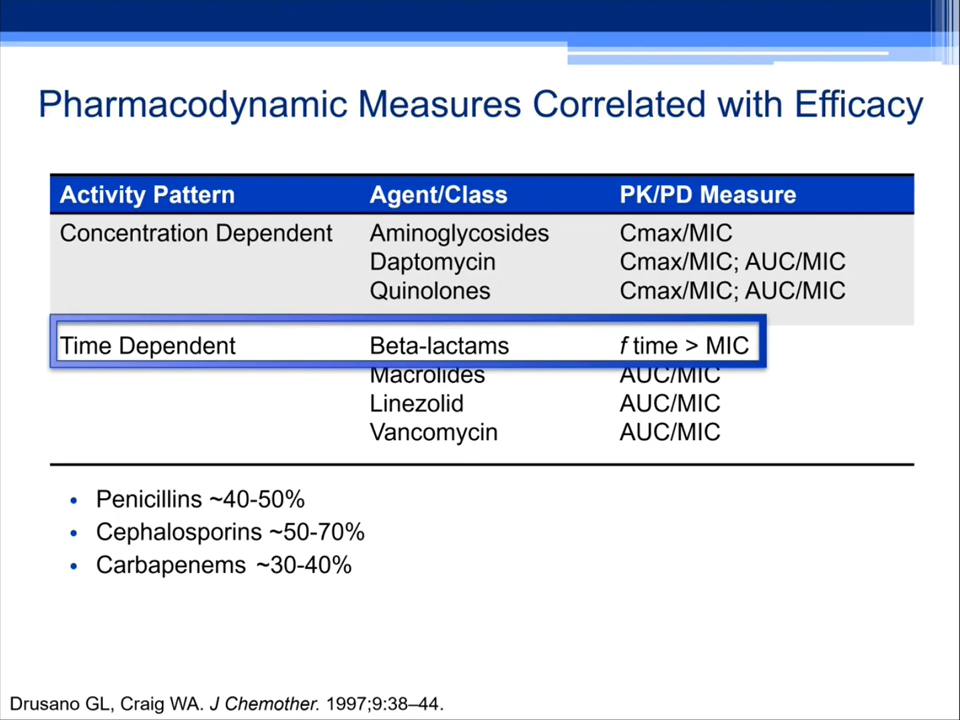 Pharmacodynamic Measures Correlated with Efficacy
Activity Pattern Agent/Class PK/PD Measure
Concentration Dependent Aminoglycosides Cmax/MIC
Daptomycin Cmax/MIC; AUC/MIC
Quinolones Cmax/MIC; AUC/MIC
Time Dependent Beta-lactams f time > MIC
Macrolides AUC/MIC
Linezolid AUC/MIC
Vancomycin AUC/MIC
• Penicillins ~40-50%
• Cephalosporins ~50-70%
• Carbapenems ~30-40%
Drusano GL, Craig WA. J Chemother. 1997;9:38–44.